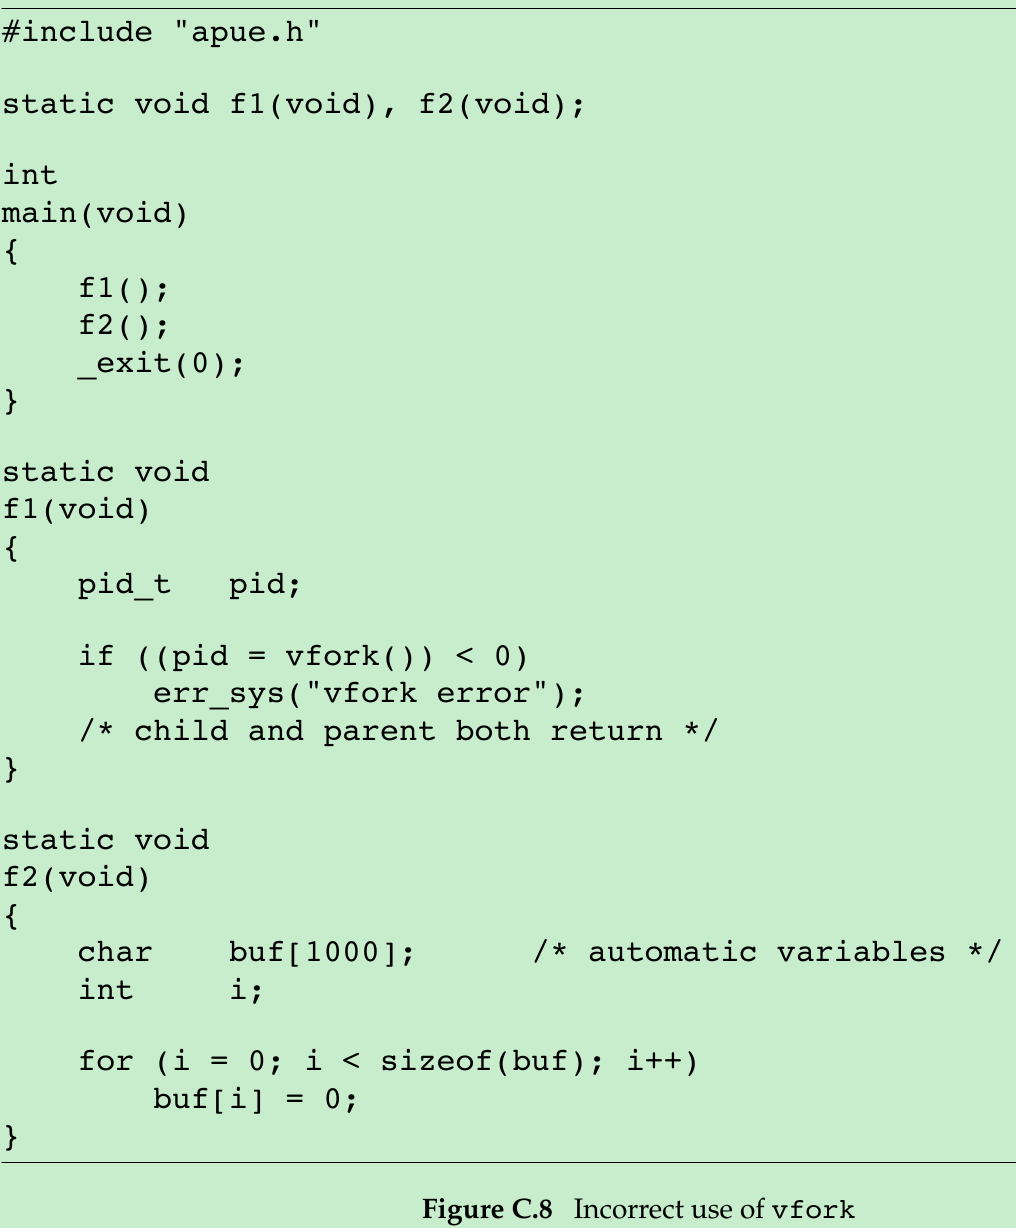 #include "apue.h"
static void f1(void), f2(void);
int
main(void)
{
    f1();
    f2();
    _exit(0);
}
static void
f1(void)
{
    pid_t   pid;
    if ((pid = vfork()) < 0)
        err_sys("vfork error");
    /* child and parent both return */
}
static void
f2(void)
{
    char    buf[1000];      /* automatic variables */
    int     i;
    for (i = 0; i < sizeof(buf); i++)
        buf[i] = 0;
}
Figure C.8 Incorrect use of vfork